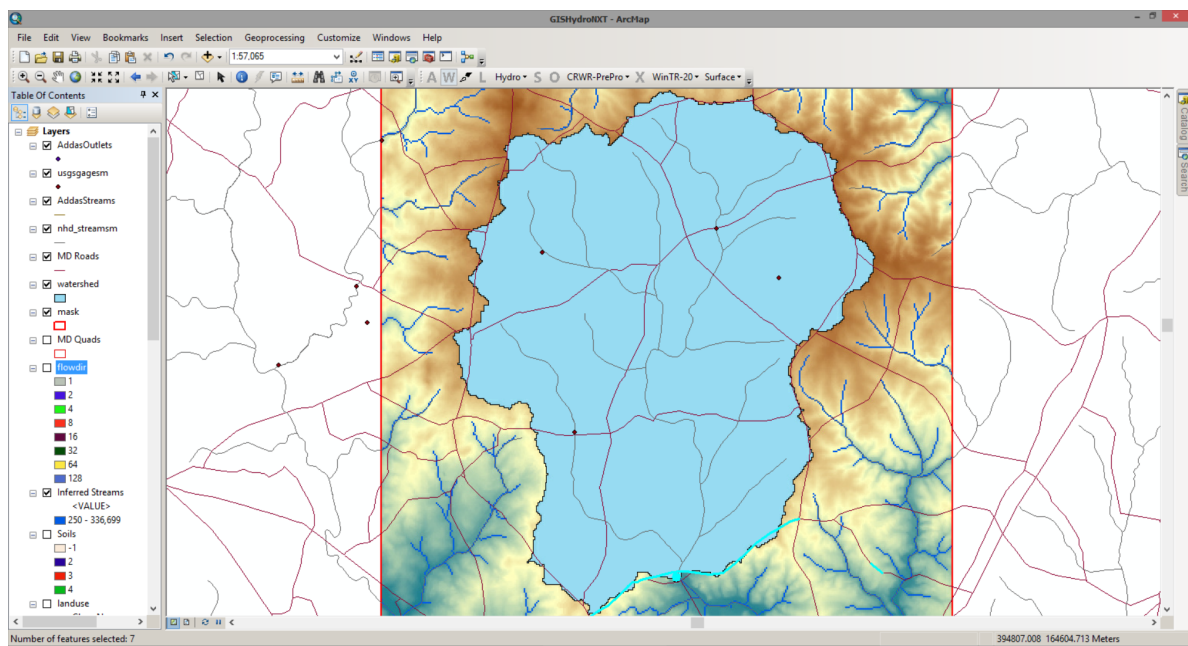 GISHydroNXT - ArcMap
File Edit View Bookmarks Insert Selection Geoprocessing Customize Windows Help
1:57,065
A W L Hydro S O CRWR-PrePro X WinTR-20 Surface
Table Of Contents
Layers
AddasOutlets
usgsgagesm
AddasStreams
nhd_streamsm
MD Roads
watershed
mask
MD Quads
flowdir
1
2
4
8
16
32
64
128
Inferred Streams
<VALUE>
250 - 336,699
Soils
-1
2
3
4
landuse
Catalog
Search
Number of features selected: 7
394807.008 164604.713 Meters